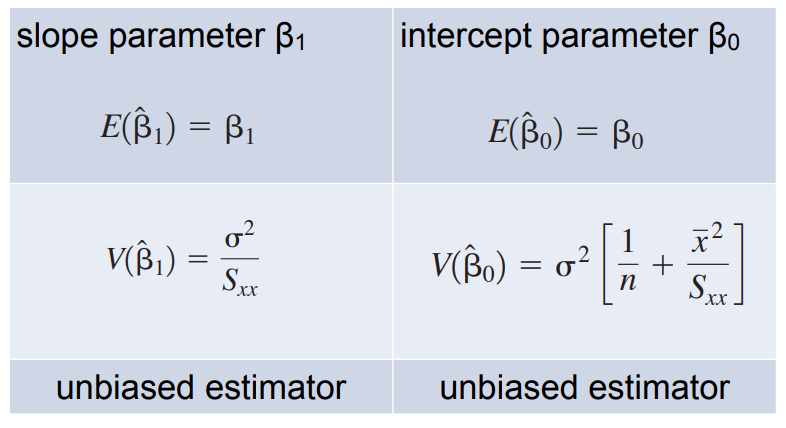 slope parameter β₁
intercept parameter β₀
E(β̂₁) = β₁
E(β̂₀) = β₀
V(β̂₁) = σ²/Sₓₓ
V(β̂₀) = σ² [1/n + x̄²/Sₓₓ]
unbiased estimator
unbiased estimator